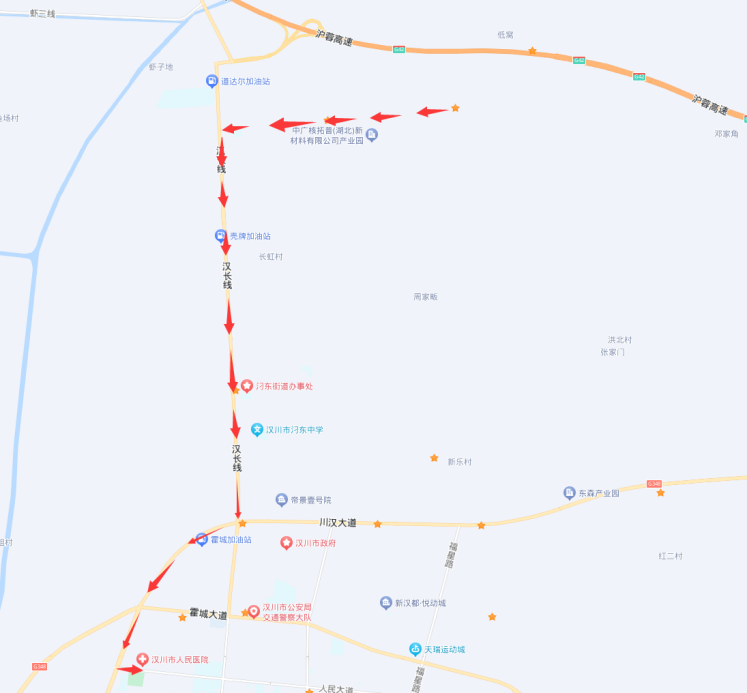 虾三线
沪蓉高速
低窝
G42
G42
G42
沪蓉高速
邓家角
虾子地
道达尔加油站
中广核拓普(湖北)新
材料有限公司产业园
壳牌加油站
长虹村
汉长线
周家畈
洪北村
张家门
汈东街道办事处
汉川市汈东中学
汉长线
新乐村
G348
东森产业园
帝景壹号院
川汉大道
霍城加油站
汉川市政府
福星路
红二村
新汉都·悦动城
霍城大道
汉川市公安局
交通警察大队
天瑞运动城
G348
汉川市人民医院
人民大道
福星路